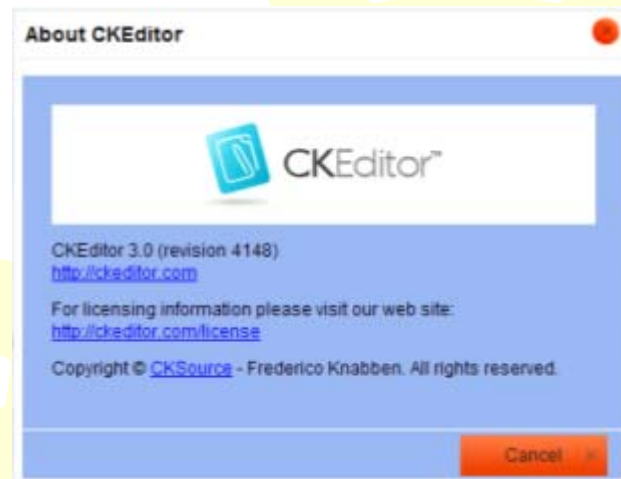 About CKEditor
CKEditor™
CKEditor 3.0 (revision 4148)
http://ckeditor.com
For licensing information please visit our web site:
http://ckeditor.com/license
Copyright © CKSource - Frederico Knabben. All rights reserved.
Cancel